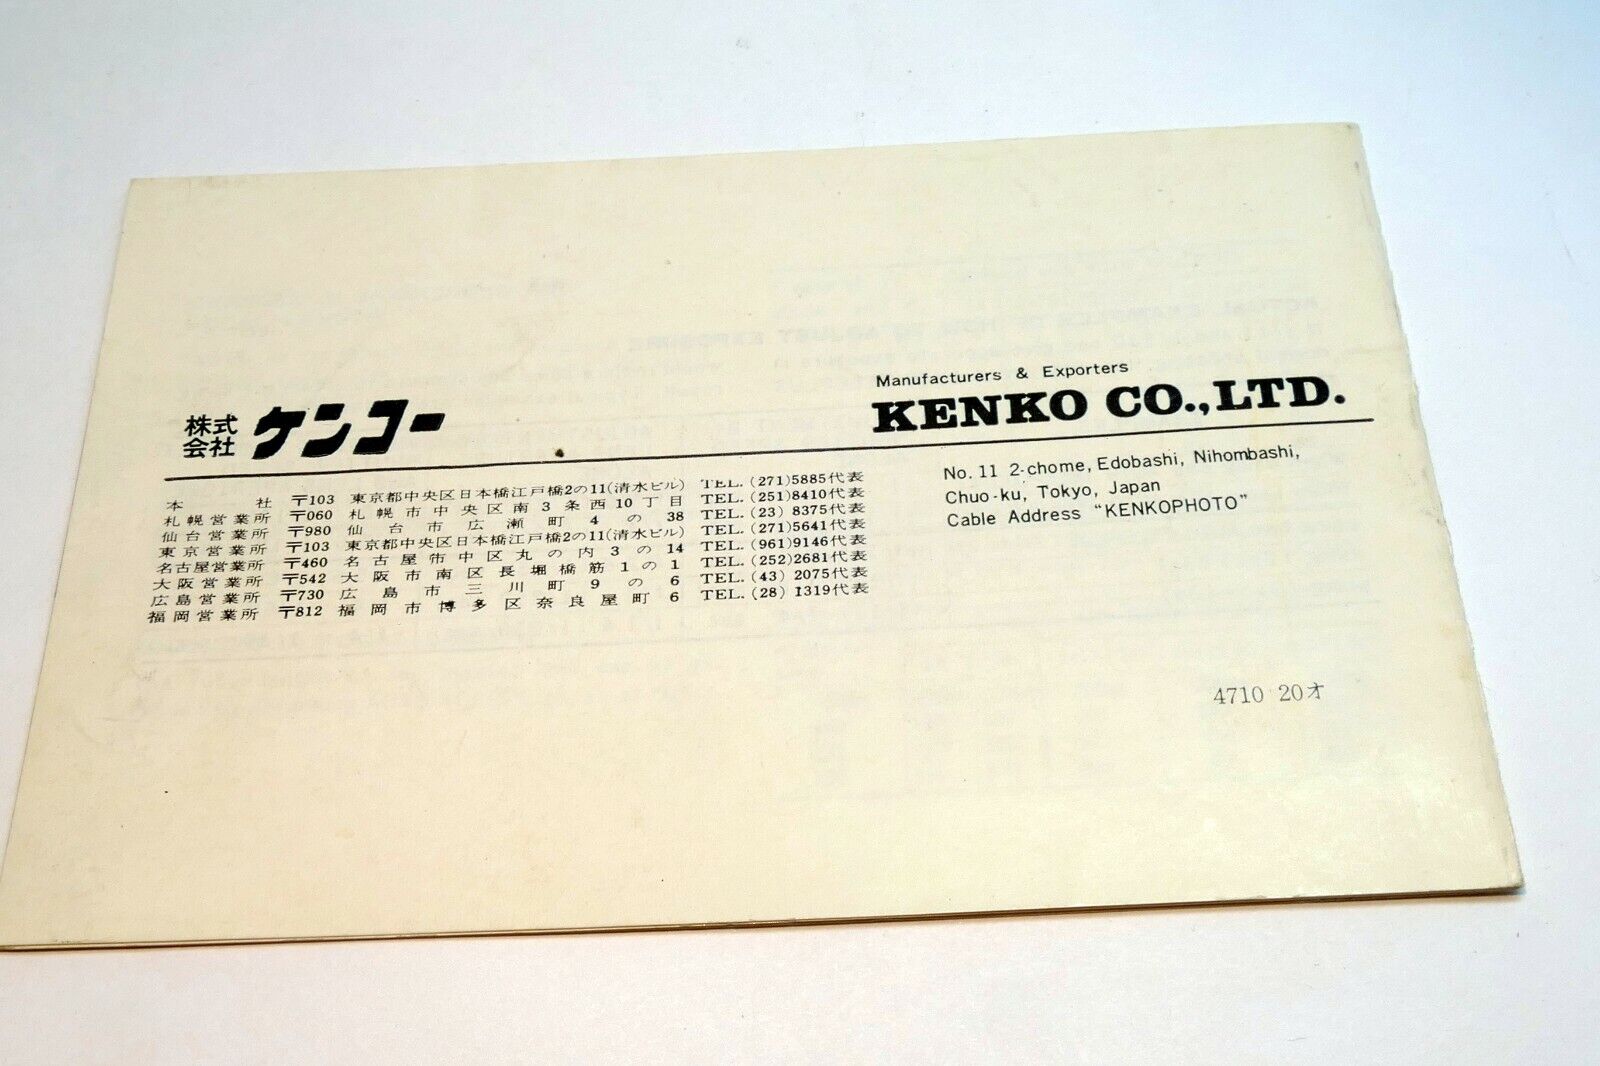 株式会社 ケンコー
本社 〒103 東京都中央区日本橋江戸橋2の11(清水ビル) TEL. (271)5885代表
札幌営業所 〒060 札幌市中央区南3条西10丁目 TEL. (251)8410代表
仙台営業所 〒980 仙台市広瀬町4の38 TEL. (23) 8375代表
東京営業所 〒103 東京都中央区日本橋江戸橋2の11(清水ビル) TEL. (271)5641代表
名古屋営業所 〒460 名古屋市中区丸の内3の14 TEL. (961)9146代表
大阪営業所 〒542 大阪市南区長堀橋筋1の1 TEL. (252)2681代表
広島営業所 〒730 広島市三川町9の6 TEL. (43) 2075代表
福岡営業所 〒812 福岡市博多区奈良屋町6 TEL. (28) 1319代表
Manufacturers & Exporters
KENKO CO.,LTD.
No. 11 2-chome, Edobashi, Nihombashi,
Chuo-ku, Tokyo, Japan
Cable Address "KENKOPHOTO"
4710 20オ